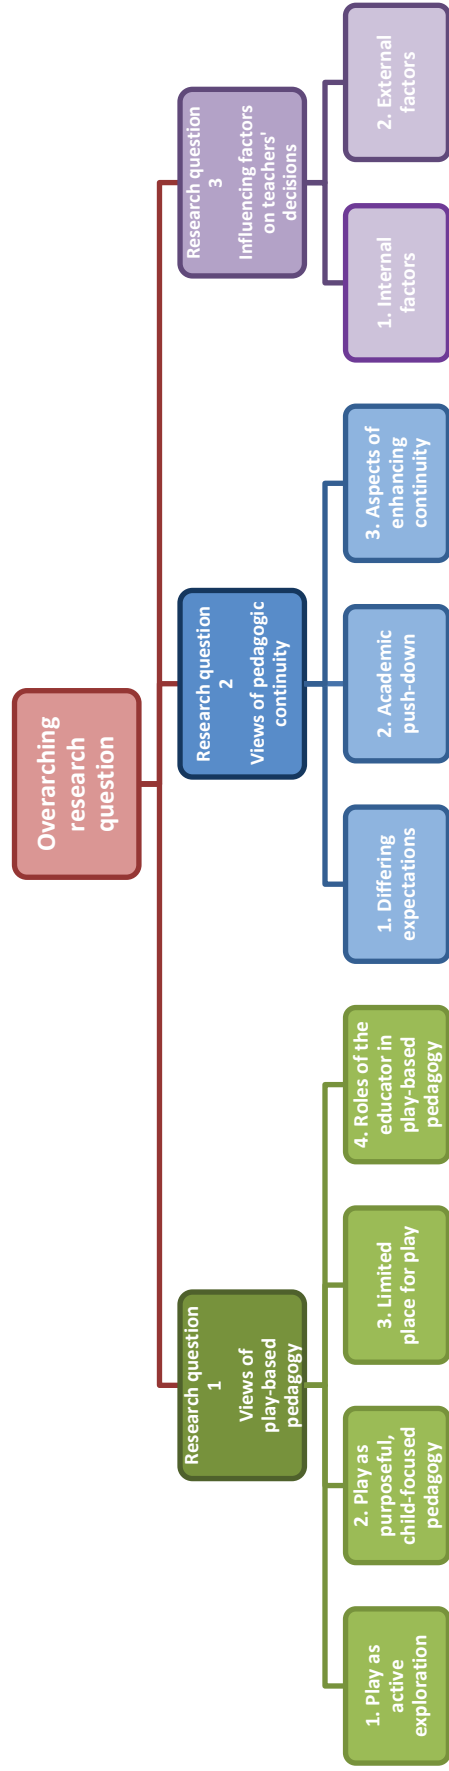 Overarching
research
question
Research question
1
Views of
play-based
pedagogy
Research question
2
Views of pedagogic
continuity
Research question
3
Influencing factors
on teachers'
decisions
1. Play as
active
exploration
2. Play as
purposeful,
child-focused
pedagogy
3. Limited
place for play
4. Roles of the
educator in
play-based
pedagogy
1. Differing
expectations
2. Academic
push-down
3. Aspects of
enhancing
continuity
1. Internal
factors
2. External
factors